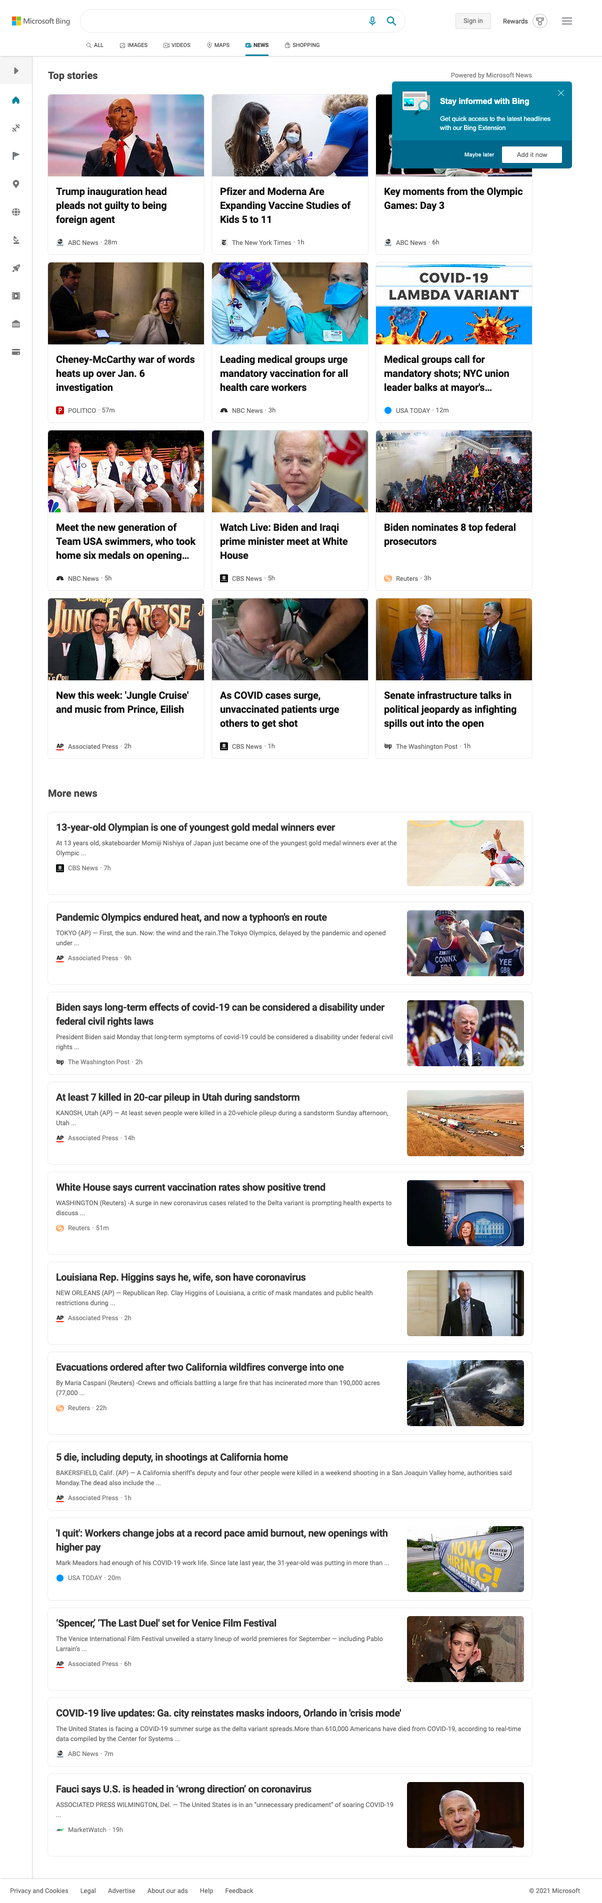 Microsoft Bing
Sign in
Rewards
ALL
IMAGES
VIDEOS
MAPS
NEWS
SHOPPING
Top stories
Powered by Microsoft News
Stay informed with Bing
Get quick access to the latest headlines
with our Bing Extension
Maybe later
Add it now
Trump inauguration head
pleads not guilty to being
foreign agent
ABC News · 28m
Pfizer and Moderna Are
Expanding Vaccine Studies of
Kids 5 to 11
The New York Times · 1h
Key moments from the Olympic
Games: Day 3
ABC News · 6h
COVID-19
LAMBDA VARIANT
Cheney-McCarthy war of words
heats up over Jan. 6
investigation
POLITICO · 57m
Leading medical groups urge
mandatory vaccination for all
health care workers
NBC News · 3h
Medical groups call for
mandatory shots; NYC union
leader balks at mayor's...
USA TODAY · 12m
Meet the new generation of
Team USA swimmers, who took
home six medals on opening...
NBC News · 5h
Watch Live: Biden and Iraqi
prime minister meet at White
House
CBS News · 5h
Biden nominates 8 top federal
prosecutors
Reuters · 3h
JUNGLE CRUISE
New this week: 'Jungle Cruise'
and music from Prince, Eilish
AP Associated Press · 2h
As COVID cases surge,
unvaccinated patients urge
others to get shot
CBS News · 1h
Senate infrastructure talks in
political jeopardy as infighting
spills out into the open
wp The Washington Post · 1h
More news
13-year-old Olympian is one of youngest gold medal winners ever
At 13 years old, skateboarder Momiji Nishiya of Japan just became one of the youngest gold medal winners ever at the
Olympic ...
CBS News · 7h
Pandemic Olympics endured heat, and now a typhoon's en route
TOKYO (AP) — First, the sun. Now: the wind and the rain.The Tokyo Olympics, delayed by the pandemic and opened
under ...
AP Associated Press · 9h
CONINX
YEE
GBR
Biden says long-term effects of covid-19 can be considered a disability under
federal civil rights laws
President Biden said Monday that long-term symptoms of covid-19 could be considered a disability under federal civil
rights ...
wp The Washington Post · 2h
At least 7 killed in 20-car pileup in Utah during sandstorm
KANOSH, Utah (AP) — At least seven people were killed in a 20-vehicle pileup during a sandstorm Sunday afternoon,
Utah ...
AP Associated Press · 14h
White House says current vaccination rates show positive trend
WASHINGTON (Reuters) -A surge in new coronavirus cases related to the Delta variant is prompting health experts to
discuss ...
Reuters · 51m
Louisiana Rep. Higgins says he, wife, son have coronavirus
NEW ORLEANS (AP) — Republican Rep. Clay Higgins of Louisiana, a critic of mask mandates and public health
restrictions during ...
AP Associated Press · 2h
Evacuations ordered after two California wildfires converge into one
By Maria Caspani (Reuters) -Crews and officials battling a large fire that has incinerated more than 190,000 acres
(77,000 ...
Reuters · 22h
5 die, including deputy, in shootings at California home
BAKERSFIELD, Calif. (AP) — A California sheriff's deputy and four other people were killed in a weekend shooting in a San Joaquin Valley home, authorities said
Monday.The dead also include the ...
AP Associated Press · 1h
'I quit': Workers change jobs at a record pace amid burnout, new openings with
higher pay
Mark Meadors had enough of his COVID-19 work life. Since late last year, the 31-year-old was putting in more than ...
USA TODAY · 20m
NOW
HIRING!
'Spencer,' 'The Last Duel' set for Venice Film Festival
The Venice International Film Festival unveiled a starry lineup of world premieres for September — including Pablo
Larraín's ...
AP Associated Press · 6h
COVID-19 live updates: Ga. city reinstates masks indoors, Orlando in 'crisis mode'
The United States is facing a COVID-19 summer surge as the delta variant spreads.More than 610,000 Americans have died from COVID-19, according to real-time
data compiled by the Center for Systems ...
ABC News · 7m
Fauci says U.S. is headed in 'wrong direction' on coronavirus
ASSOCIATED PRESS WILMINGTON, Del. — The United States is in an "unnecessary predicament" of soaring COVID-19
...
MarketWatch · 19h
Privacy and Cookies
Legal
Advertise
About our ads
Help
Feedback
© 2021 Microsoft